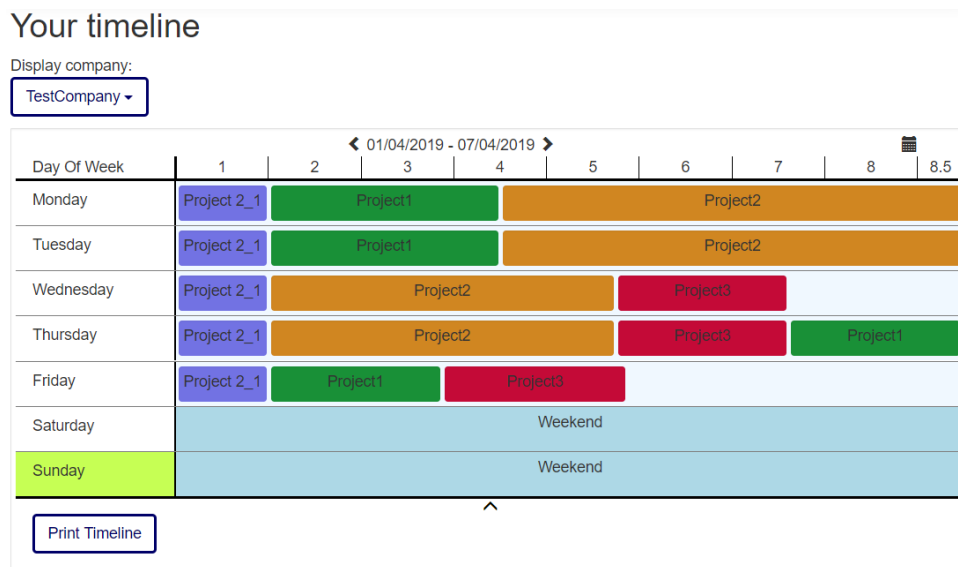 Your timeline
Display company:
TestCompany
01/04/2019 - 07/04/2019
Day Of Week 1 2 3 4 5 6 7 8 8.5
Monday Project 2_1 Project1 Project2
Tuesday Project 2_1 Project1 Project2
Wednesday Project 2_1 Project2 Project3
Thursday Project 2_1 Project2 Project3 Project1
Friday Project 2_1 Project1 Project3
Saturday Weekend
Sunday Weekend
Print Timeline